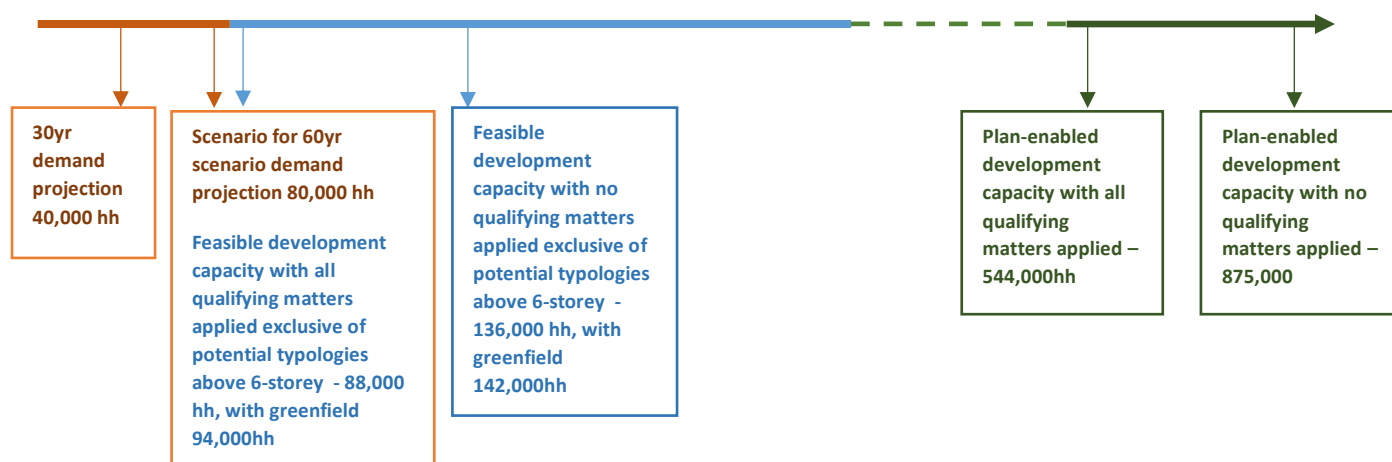 30yr
demand
projection
40,000 hh
Scenario for 60yr
scenario demand
projection 80,000 hh
Feasible development
capacity with all
qualifying matters
applied exclusive of
potential typologies
above 6-storey - 88,000
hh, with greenfield
94,000hh
Feasible
development
capacity with no
qualifying matters
applied exclusive of
potential typologies
above 6-storey -
136,000 hh, with
greenfield
142,000hh
Plan-enabled
development
capacity with all
qualifying
matters applied –
544,000hh
Plan-enabled
development
capacity with no
qualifying
matters applied –
875,000